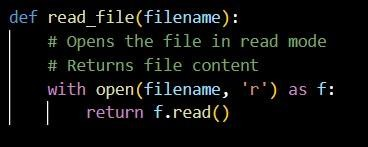 def read_file(filename):
    # Opens the file in read mode
    # Returns file content
    with open(filename, 'r') as f:
        return f.read()